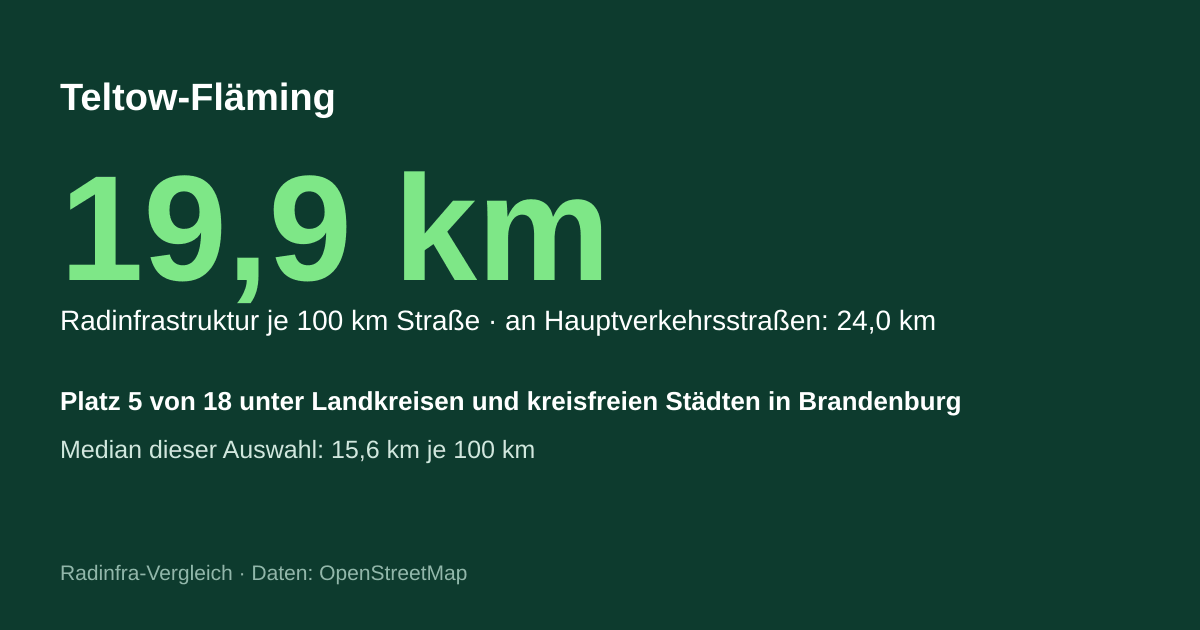 Teltow-Fläming
19,9 km
Radinfrastruktur je 100 km Straße · an Hauptverkehrsstraßen: 24,0 km
Platz 5 von 18 unter Landkreisen und kreisfreien Städten in Brandenburg
Median dieser Auswahl: 15,6 km je 100 km
Radinfra-Vergleich · Daten: OpenStreetMap